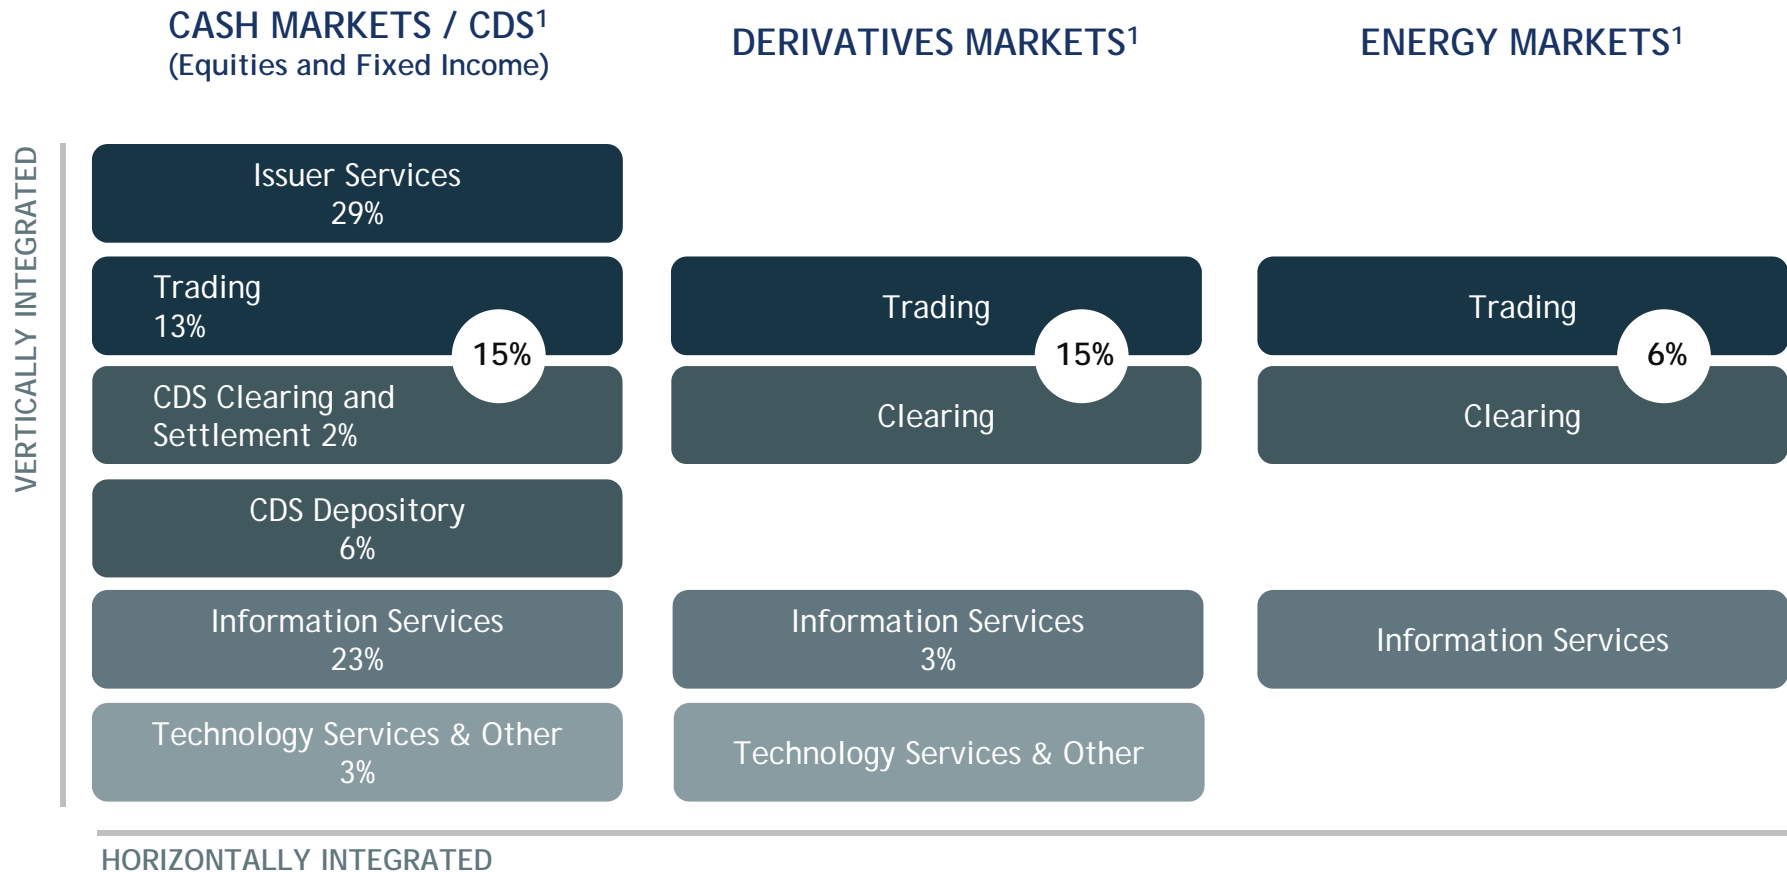 CASH MARKETS / CDS¹
(Equities and Fixed Income)
DERIVATIVES MARKETS¹
ENERGY MARKETS¹
VERTICALLY INTEGRATED
Issuer Services
29%
Trading
13%
15%
CDS Clearing and
Settlement 2%
CDS Depository
6%
Information Services
23%
Technology Services & Other
3%
Trading
15%
Clearing
Information Services
3%
Technology Services & Other
Trading
6%
Clearing
Information Services
HORIZONTALLY INTEGRATED